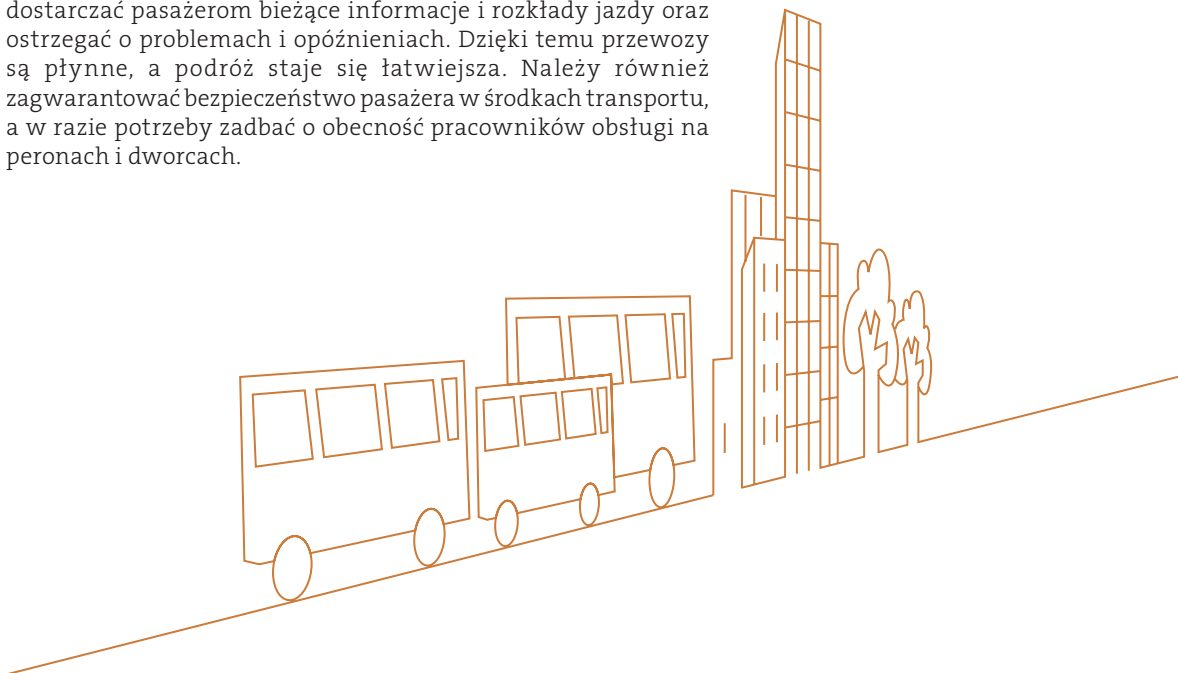 dostarczać pasażerom bieżące informacje i rozkłady jazdy oraz
ostrzegać o problemach i opóźnieniach. Dzięki temu przewozy
są płynne, a podróż staje się łatwiejsza. Należy również
zagwarantować bezpieczeństwo pasażera w środkach transportu,
a w razie potrzeby zadbać o obecność pracowników obsługi na
peronach i dworcach.